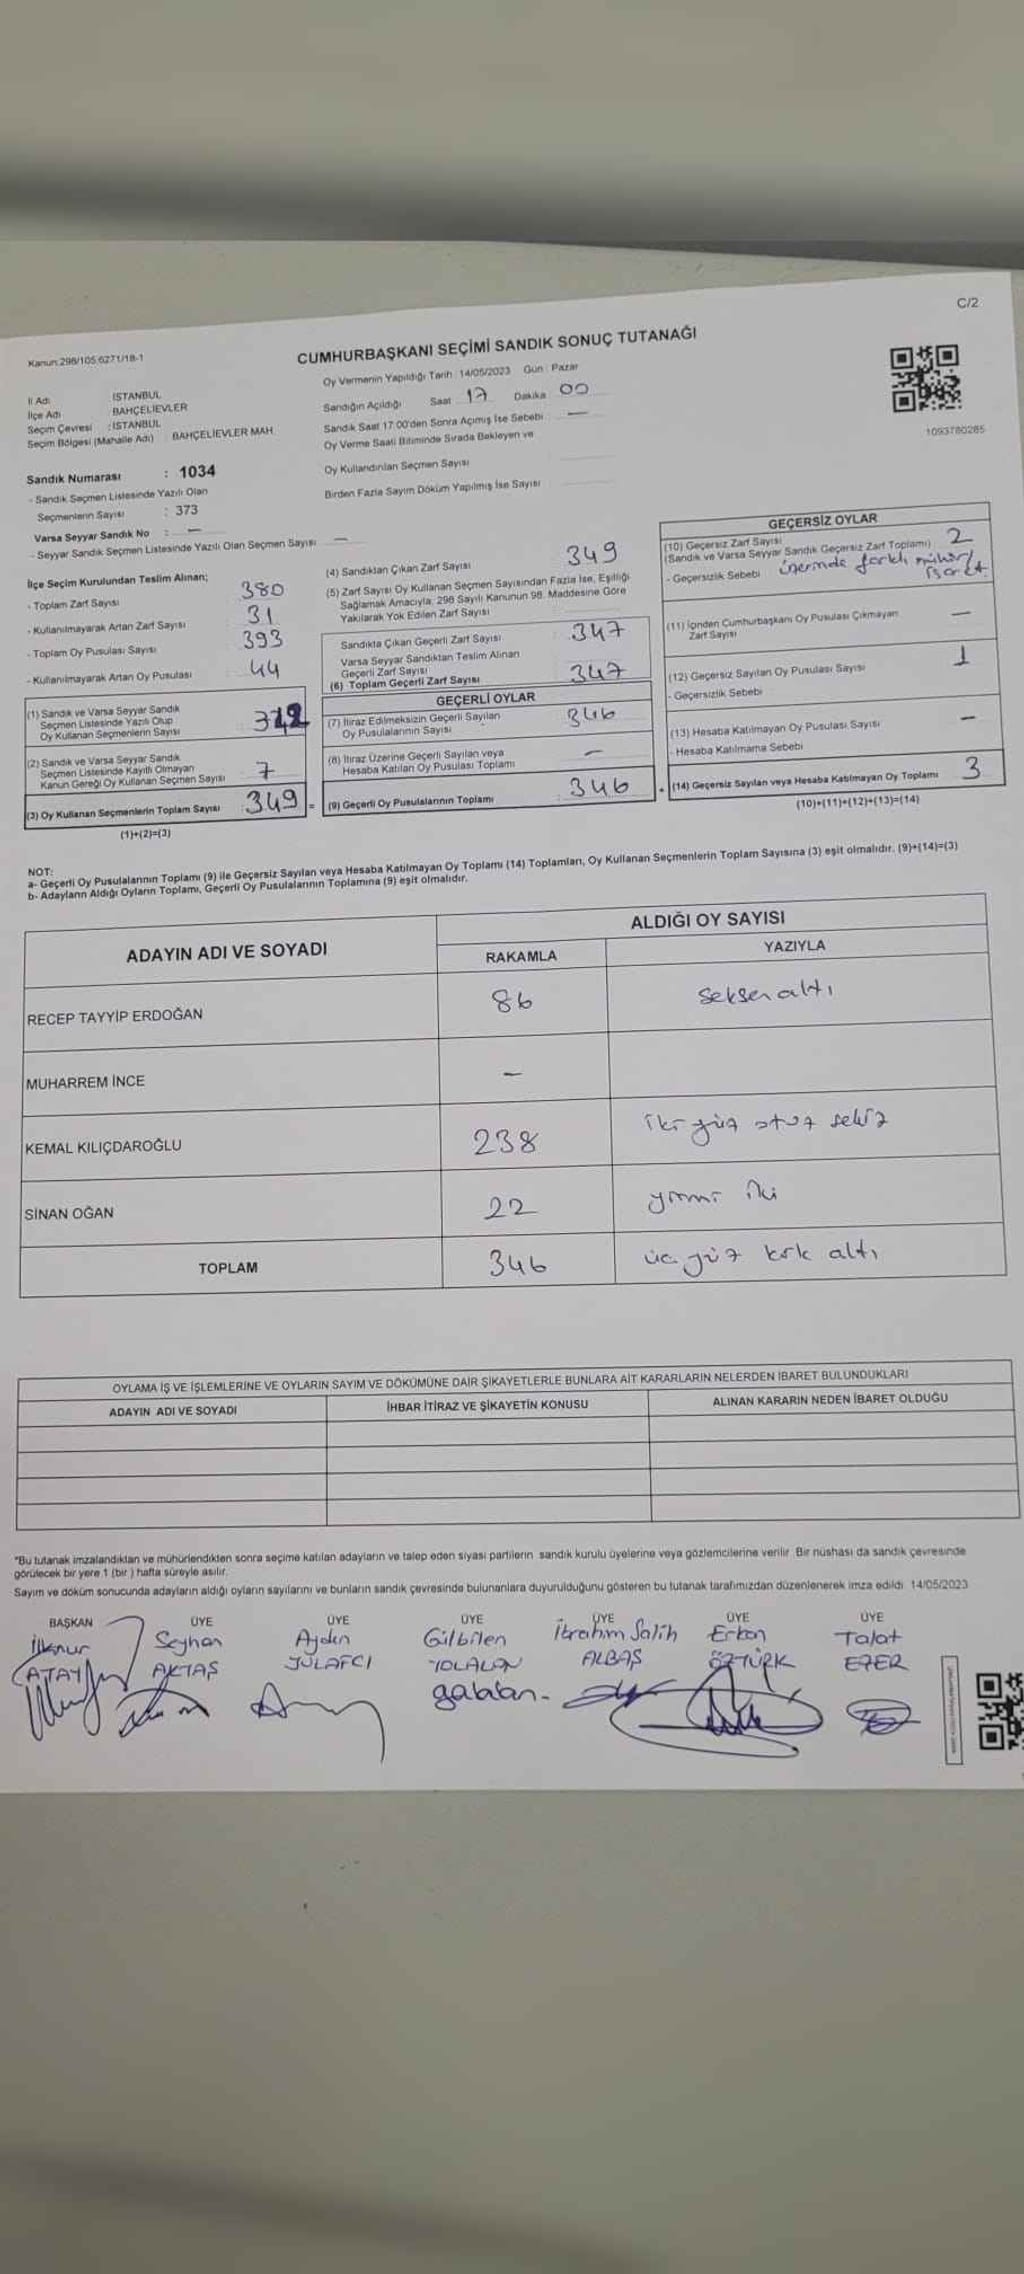 C/2
Kanun:298/105,6271/18-1
CUMHURBAŞKANI SEÇİMİ SANDIK SONUÇ TUTANAĞI
Oy Vermenin Yapıldığı Tarih : 14/05/2023 Gün : Pazar
İl Adı İSTANBUL
İlçe Adı BAHÇELİEVLER
Seçim Çevresi : İSTANBUL
Seçim Bölgesi (Mahalle Adı) BAHÇELİEVLER MAH.
Sandığın Açıldığı Saat 17 Dakika 00
Sandık Saat 17:00'den Sonra Açımış İse Sebebi : —
Oy Verme Saati Bitiminde Sırada Bekleyen ve
Oy Kullandırılan Seçmen Sayısı
Birden Fazla Sayım Döküm Yapılmış İse Sayısı
1093780285
Sandık Numarası : 1034
- Sandık Seçmen Listesinde Yazılı Olan
Seçmenlerin Sayısı : 373
Varsa Seyyar Sandık No : —
- Seyyar Sandık Seçmen Listesinde Yazılı Olan Seçmen Sayısı —
İlçe Seçim Kurulundan Teslim Alınan;
- Toplam Zarf Sayısı 380
- Kullanılmayarak Artan Zarf Sayısı 31
- Toplam Oy Pusulası Sayısı 393
- Kullanılmayarak Artan Oy Pusulası 44
(1) Sandık ve Varsa Seyyar Sandık
Seçmen Listesinde Yazılı Olup
Oy Kullanan Seçmenlerin Sayısı
(2) Sandık ve Varsa Seyyar Sandık
Seçmen Listesinde Kayıtlı Olmayan
Kanun Gereği Oy Kullanan Seçmen Sayısı 7
(3) Oy Kullanan Seçmenlerin Toplam Sayısı 349 =
(1)+(2)=(3)
(4) Sandıktan Çıkan Zarf Sayısı 349
(5) Zarf Sayısı Oy Kullanan Seçmen Sayısından Fazla İse, Eşitliği
Sağlamak Amacıyla, 298 Sayılı Kanunun 98. Maddesine Göre
Yakılarak Yok Edilen Zarf Sayısı
Sandıkta Çıkan Geçerli Zarf Sayısı 347
Varsa Seyyar Sandıktan Teslim Alınan
Geçerli Zarf Sayısı
(6) Toplam Geçerli Zarf Sayısı 347
GEÇERLİ OYLAR
(7) İtiraz Edilmeksizin Geçerli Sayılan
Oy Pusulalarının Sayısı 346
(8) İtiraz Üzerine Geçerli Sayılan veya
Hesaba Katılan Oy Pusulası Toplamı —
(9) Geçerli Oy Pusulalarının Toplamı 346 +
GEÇERSİZ OYLAR
(10) Geçersiz Zarf Sayısı 2
(Sandık ve Varsa Seyyar Sandık Geçersiz Zarf Toplamı)
- Geçersizlik Sebebi üzerinde farklı mühür/
işaret.
(11) İçinden Cumhurbaşkanı Oy Pusulası Çıkmayan —
Zarf Sayısı
(12) Geçersiz Sayılan Oy Pusulası Sayısı 1
- Geçersizlik Sebebi
(13) Hesaba Katılmayan Oy Pusulası Sayısı —
- Hesaba Katılmama Sebebi
(14) Geçersiz Sayılan veya Hesaba Katılmayan Oy Toplamı 3
(10)+(11)+(12)+(13)=(14)
NOT:
a- Geçerli Oy Pusulalarının Toplamı (9) ile Geçersiz Sayılan veya Hesaba Katılmayan Oy Toplamı (14) Toplamları, Oy Kullanan Seçmenlerin Toplam Sayısına (3) eşit olmalıdır. (9)+(14)=(3)
b- Adayların Aldığı Oyların Toplamı, Geçerli Oy Pusulalarının Toplamına (9) eşit olmalıdır.
ADAYIN ADI VE SOYADI
ALDIĞI OY SAYISI
RAKAMLA YAZIYLA
RECEP TAYYİP ERDOĞAN 86 seksen altı
MUHARREM İNCE —
KEMAL KILIÇDAROĞLU 238 iki yüz otuz sekiz
SİNAN OĞAN 22 yirmi iki
TOPLAM 346 üç yüz kırk altı
OYLAMA İŞ VE İŞLEMLERİNE VE OYLARIN SAYIM VE DÖKÜMÜNE DAİR ŞİKAYETLERLE BUNLARA AİT KARARLARIN NELERDEN İBARET BULUNDUKLARI
ADAYIN ADI VE SOYADI İHBAR İTİRAZ VE ŞİKAYETİN KONUSU ALINAN KARARIN NEDEN İBARET OLDUĞU
*Bu tutanak imzalandıktan ve mühürlendikten sonra seçime katılan adayların ve talep eden siyasi partilerin sandık kurulu üyelerine veya gözlemcilerine verilir. Bir nüshası da sandık çevresinde
görülecek bir yere 1 (bir ) hafta süreyle asılır.
Sayım ve döküm sonucunda adayların aldığı oyların sayılarını ve bunların sandık çevresinde bulunanlara duyurulduğunu gösteren bu tutanak tarafımızdan düzenlenerek imza edildi. 14/05/2023
BAŞKAN ÜYE ÜYE ÜYE ÜYE ÜYE ÜYE
İlknur Seyhan Aydın Gülbilen İbrahim Salih Erkan Talat
ATAY AKTAŞ JÜLAFCI YOLALAN ALBAŞ ÖZTÜRK EZER